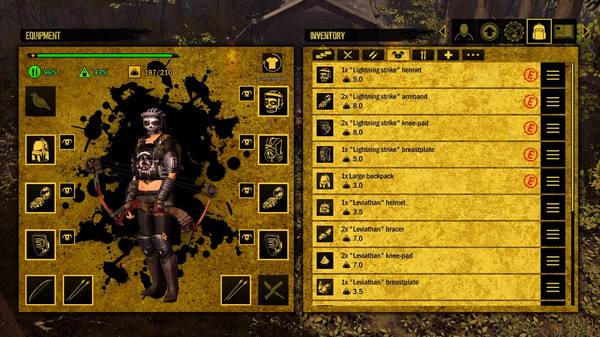 EQUIPMENT
96%
93%
197/210
INVENTORY
1x "Lightning strike" helmet
5.0
E
2x "Lightning strike" armband
8.0
E
2x "Lightning strike" knee-pad
8.0
E
1x "Lightning strike" breastplate
5.0
E
1x Large backpack
3.0
E
1x "Leviathan" helmet
3.5
2x "Leviathan" bracer
7.0
2x "Leviathan" knee-pad
7.0
1x "Leviathan" breastplate
3.5